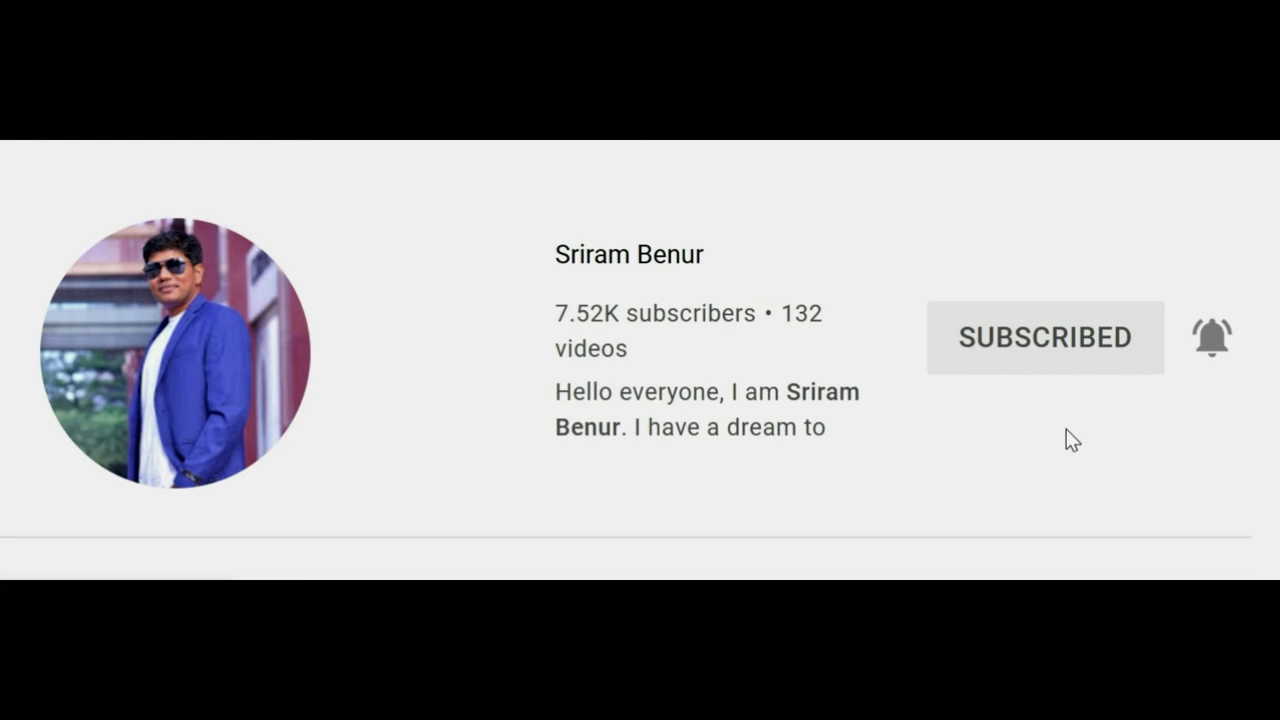 Sriram Benur
7.52K subscribers • 132
videos
Hello everyone, I am Sriram
Benur. I have a dream to
SUBSCRIBED